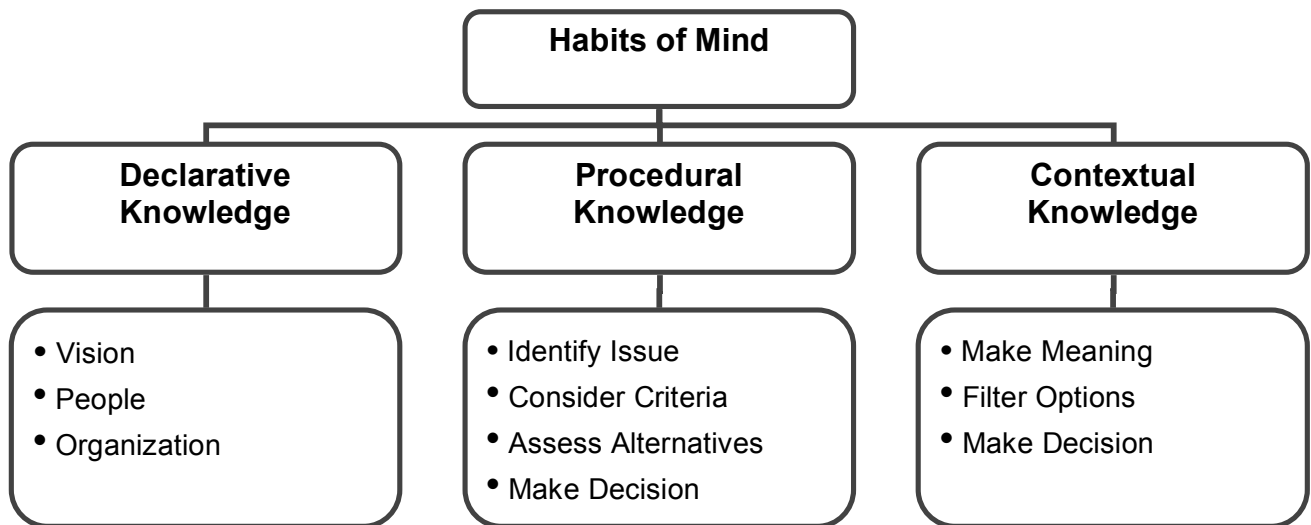 Habits of Mind
Declarative
Knowledge
Procedural
Knowledge
Contextual
Knowledge
• Vision
• People
• Organization
• Identify Issue
• Consider Criteria
• Assess Alternatives
• Make Decision
• Make Meaning
• Filter Options
• Make Decision